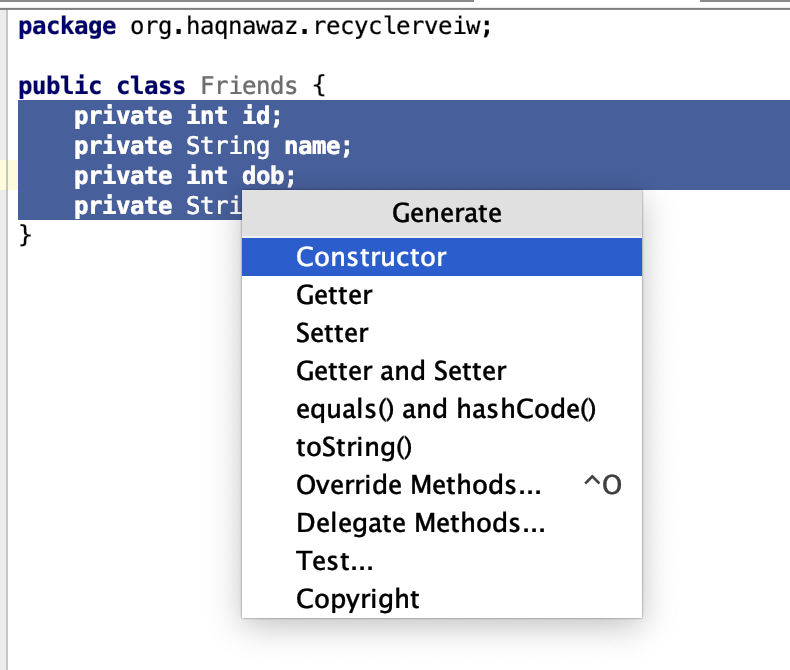 package org.haqnawaz.recyclerveiw;
public class Friends {
private int id;
private String name;
private int dob;
private
}
Generate
Constructor
Getter
Setter
Getter and Setter
equals() and hashCode()
toString()
Override Methods... ^O
Delegate Methods...
Test...
Copyright